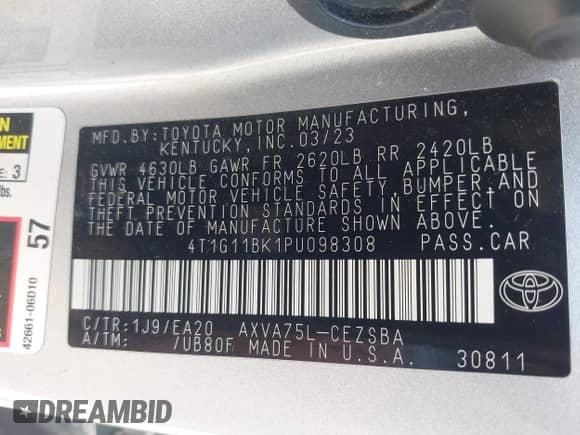 MFD.BY:TOYOTA MOTOR MANUFACTURING,
KENTUCKY, INC.03/23
GVWR 4630LB GAWR FR 2620LB RR 2420LB
THIS VEHICLE CONFORMS TO ALL APPLICABLE
FEDERAL MOTOR VEHICLE SAFETY,BUMPER,AND
THEFT PREVENTION STANDARDS IN EFFECT ON
THE DATE OF MANUFACTURE SHOWN ABOVE.
4T1G11BK1PU098308 PASS.CAR
C/TR:1J9/EA20 AXVA75L-CEZSBA
A/TM: /UB80F MADE IN U.S.A. 30811
3
lbs.
57
42661-06D10
DREAMBID